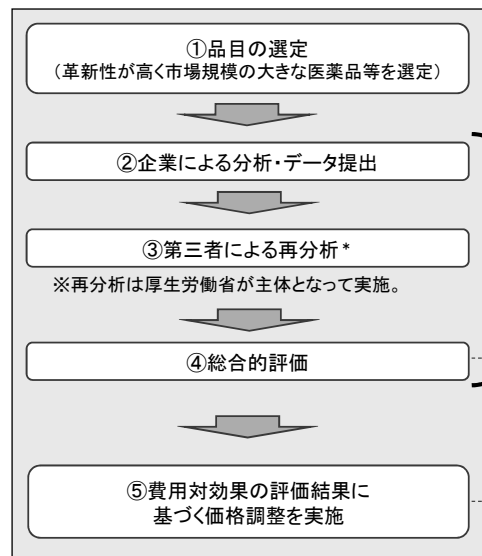 ①品目の選定
（革新性が高く市場規模の大きな医薬品等を選定）
②企業による分析・データ提出
③第三者による再分析*
※再分析は厚生労働省が主体となって実施。
④総合的評価
⑤費用対効果の評価結果に
基づく価格調整を実施